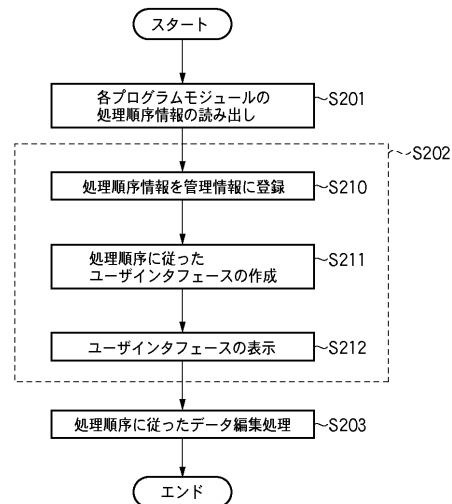 スタート
各プログラムモジュールの
処理順序情報の読み出し
S201
S202
処理順序情報を管理情報に登録
S210
処理順序に従った
ユーザインタフェースの作成
S211
ユーザインタフェースの表示
S212
処理順序に従ったデータ編集処理
S203
エンド